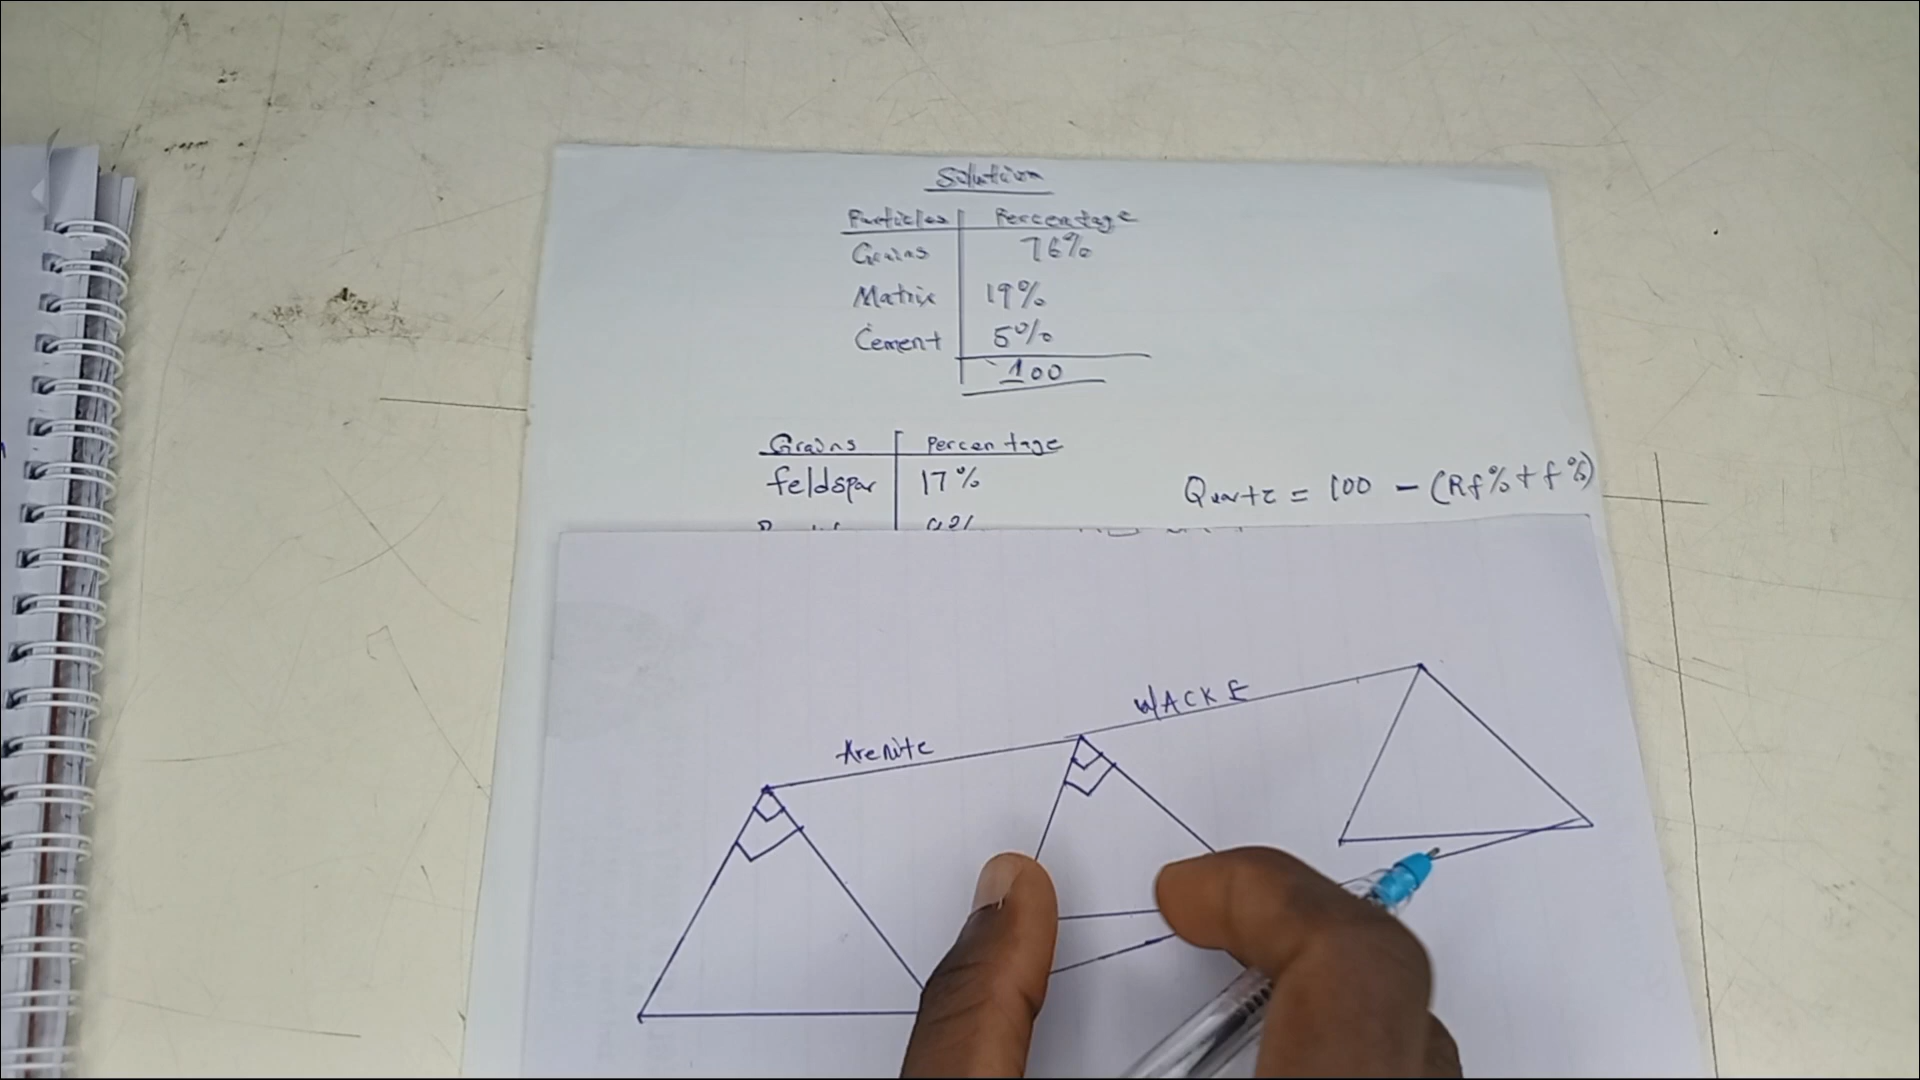 Solution
Particles Percentage
Grains 76%
Matrix 19%
Cement 5%
100
Grains Percentage
feldspar 17%
Quartz = 100 - (Rf% + f%)
WACKE
Arenite